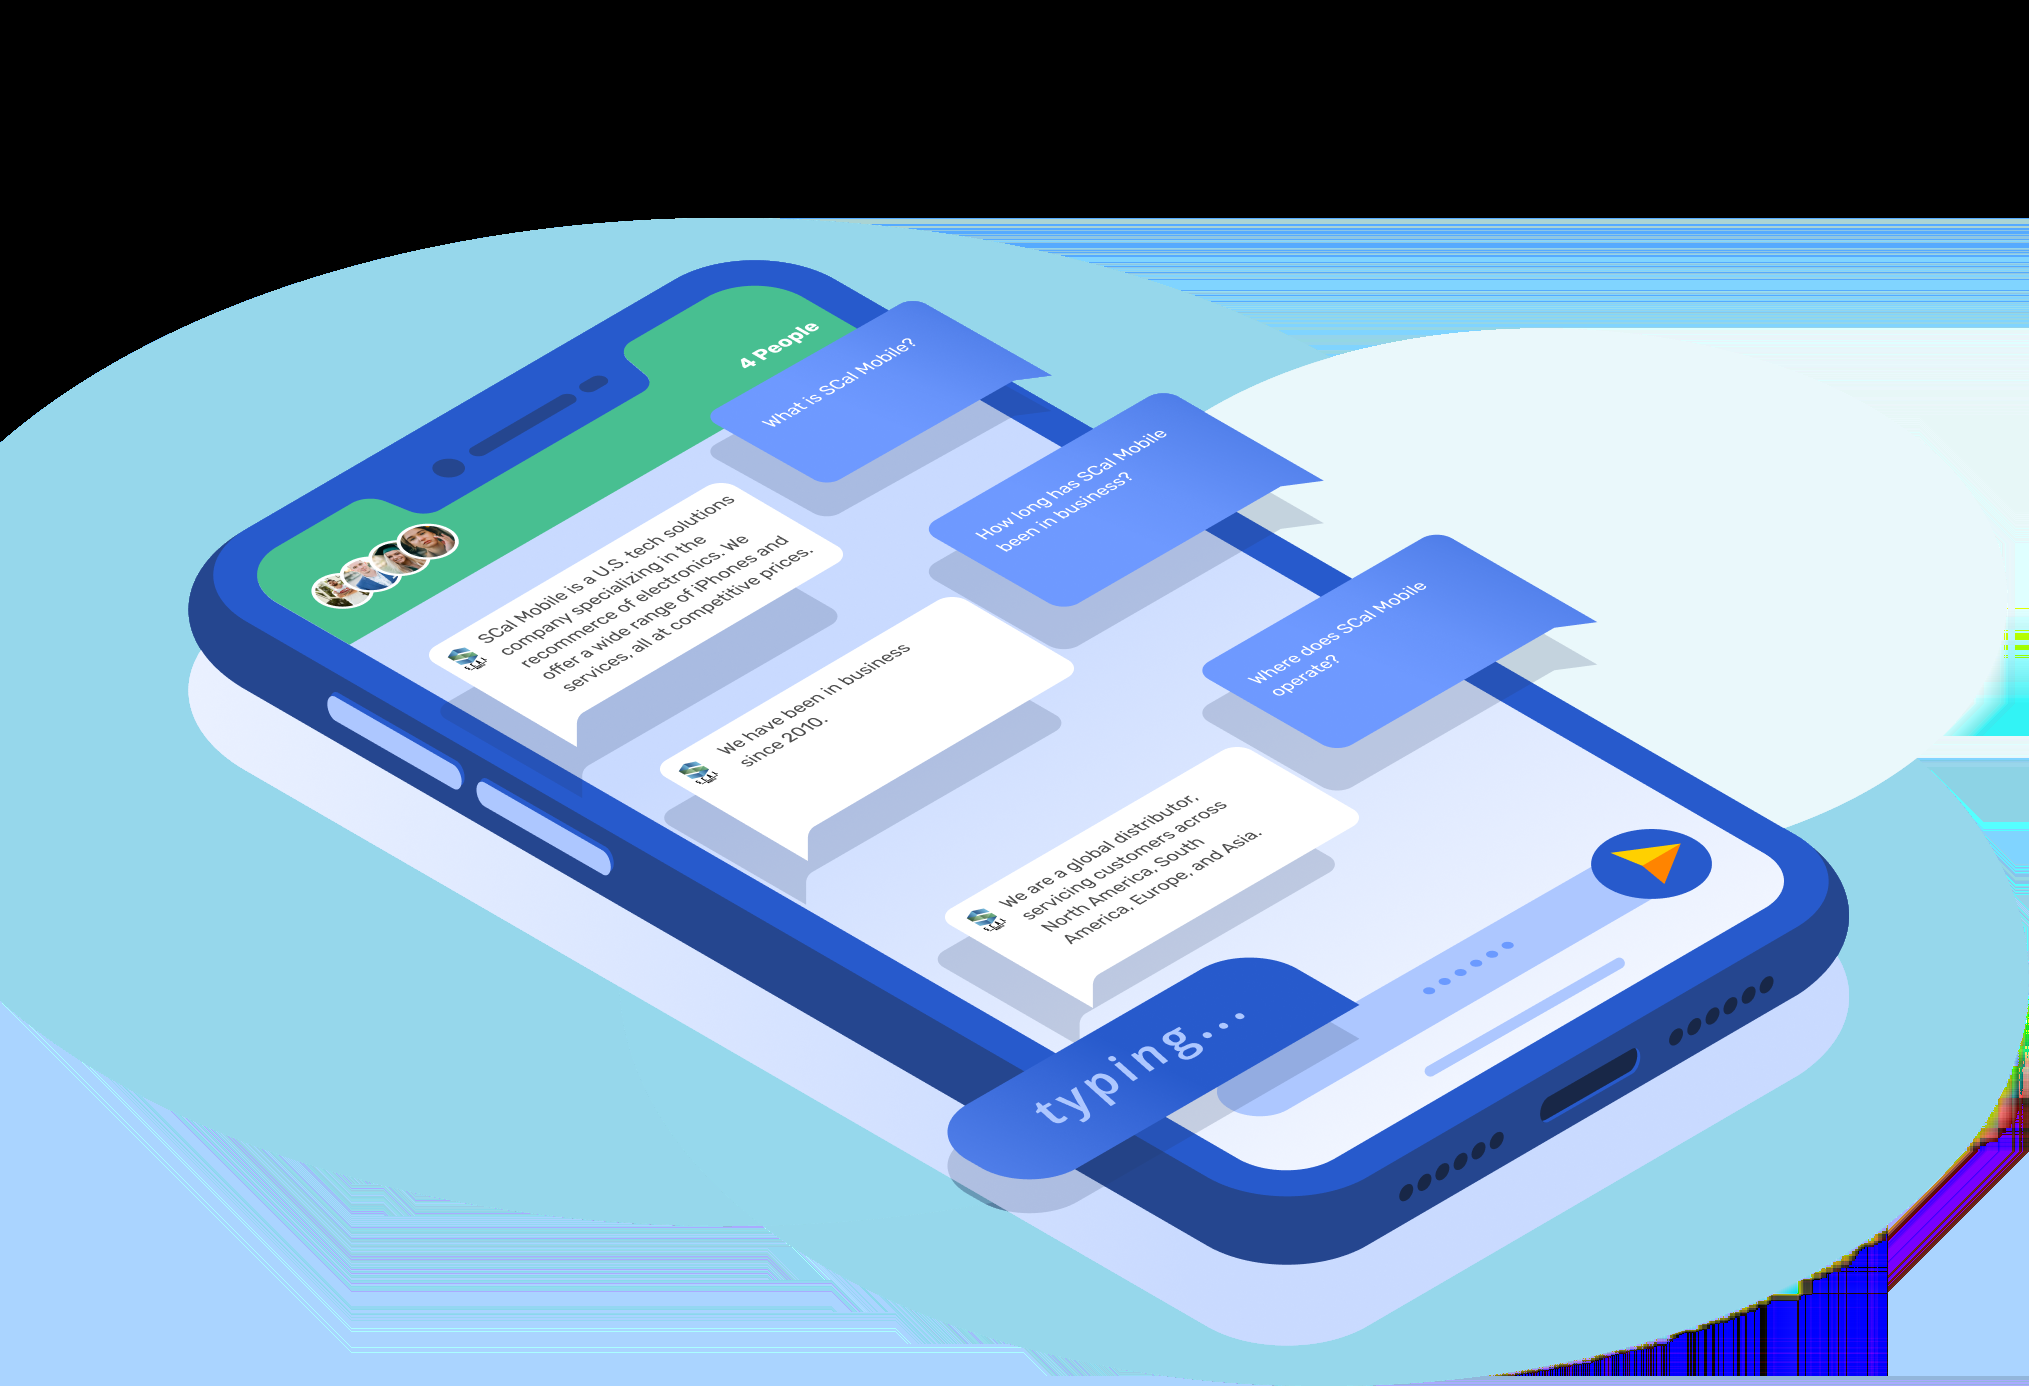 4 People
What is SCal Mobile?
SCal Mobile is a U.S. tech solutions
company specializing in the
recommerce of electronics. We
offer a wide range of iPhones and
services, all at competitive prices.
How long has SCal Mobile
been in business?
We have been in business
since 2010.
Where does SCal Mobile
operate?
We are a global distributor,
servicing customers across
North America, South
America, Europe, and Asia.
typing...